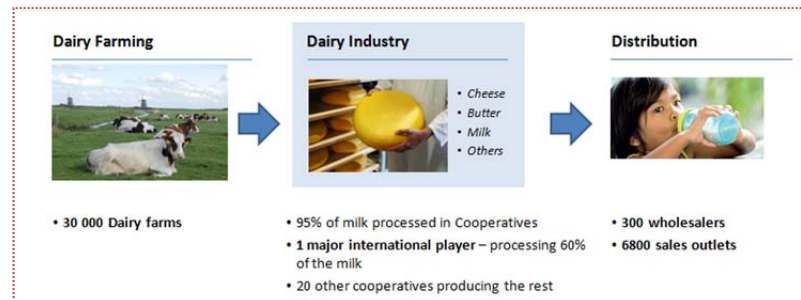 Dairy Farming
• 30 000 Dairy farms
Dairy Industry
• Cheese
• Butter
• Milk
• Others
• 95% of milk processed in Cooperatives
• 1 major international player – processing 60%
of the milk
• 20 other cooperatives producing the rest
Distribution
• 300 wholesalers
• 6800 sales outlets